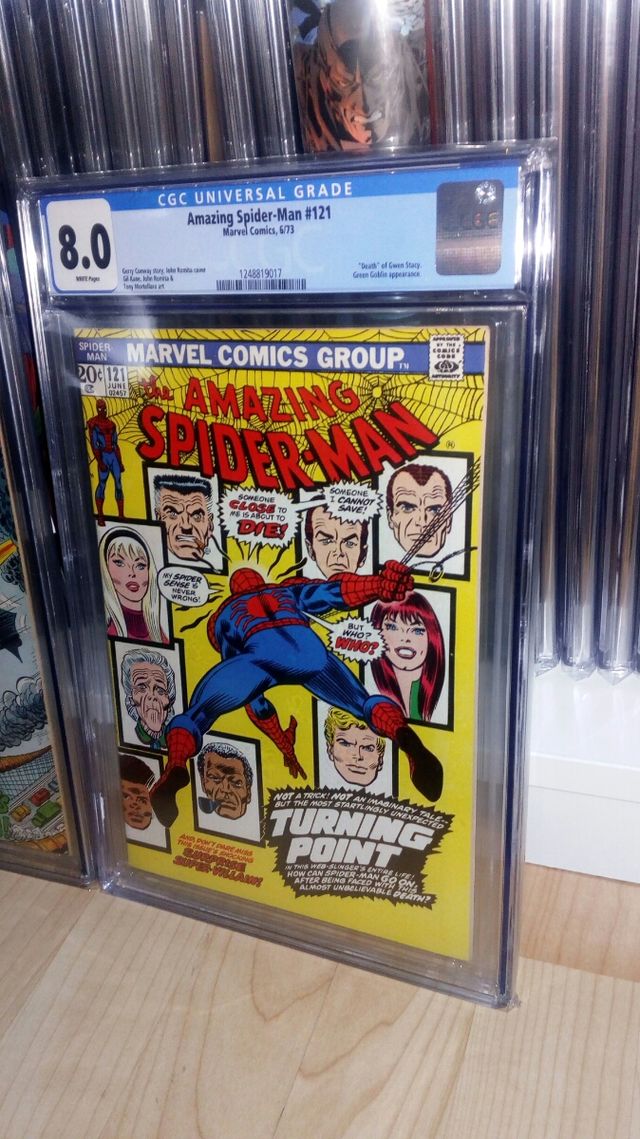 CGC UNIVERSAL GRADE
8.0
WHITE Pages
Amazing Spider-Man #121
Marvel Comics, 6/73
Gerry Conway story, John Romita cover
Gil Kane, John Romita &
Tony Mortellaro art
1248819017
"Death" of Gwen Stacy.
Green Goblin appearance.
SPIDER-
MAN
MARVEL COMICS GROUP™
APPROVED
BY THE
COMICS
CODE
AUTHORITY
20¢
121
JUNE
02457
the AMAZING
SPIDER-MAN®
SOMEONE
CLOSE TO
ME IS ABOUT TO
DIE!
SOMEONE
I CANNOT
SAVE!
MY SPIDER
SENSE IS
NEVER
WRONG!
BUT
WHO?
WHO?
NOT A TRICK! NOT AN IMAGINARY TALE--
BUT THE MOST STARTLINGLY UNEXPECTED
TURNING
POINT
IN THIS WEB-SLINGER'S ENTIRE LIFE!
HOW CAN SPIDER-MAN GO ON,
AFTER BEING FACED WITH THIS
ALMOST UNBELIEVABLE DEATH?
AND DON'T DARE MISS
THIS ISSUE'S SHOCKING
SURPRISE
SUPER-VILLAIN!